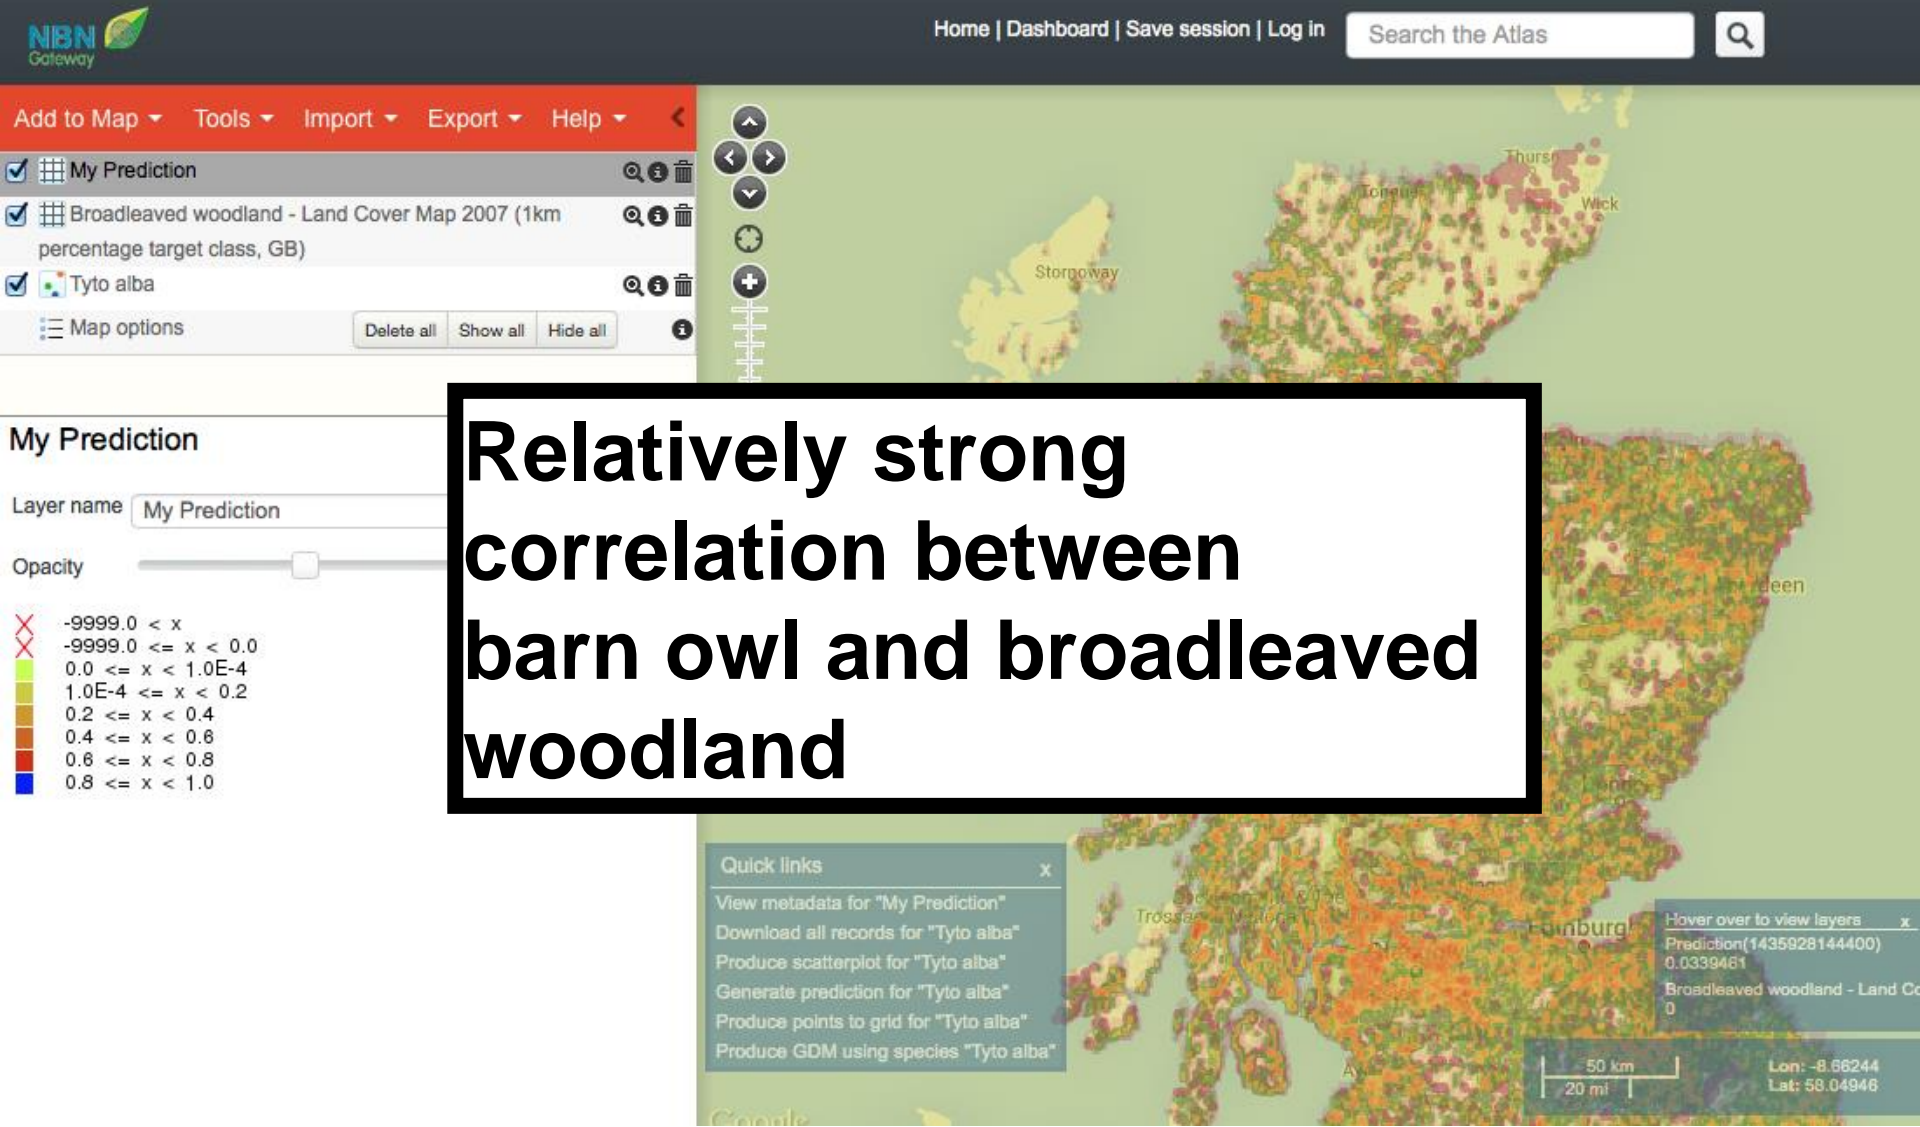 NBN
Gateway
Home | Dashboard | Save session | Log in
Search the Atlas
Add to Map
Tools
Import
Export
Help
My Prediction
Broadleaved woodland - Land Cover Map 2007 (1km
percentage target class, GB)
Tyto alba
Map options
Delete all
Show all
Hide all
My Prediction
Layer name
My Prediction
Opacity
-9999.0 < x
-9999.0 <= x < 0.0
0.0 <= x < 1.0E-4
1.0E-4 <= x < 0.2
0.2 <= x < 0.4
0.4 <= x < 0.6
0.6 <= x < 0.8
0.8 <= x < 1.0
Relatively strong
correlation between
barn owl and broadleaved
woodland
Thurso
Tongue
Wick
Stornoway
deen
Quick links
x
View metadata for "My Prediction"
Download all records for "Tyto alba"
Produce scatterplot for "Tyto alba"
Generate prediction for "Tyto alba"
Produce points to grid for "Tyto alba"
Produce GDM using species "Tyto alba"
Hover over to view layers
x
Prediction(1435928144400)
0.0339461
Broadleaved woodland - Land Co
0
50 km
20 mi
Lon: -8.66244
Lat: 58.04946
Google